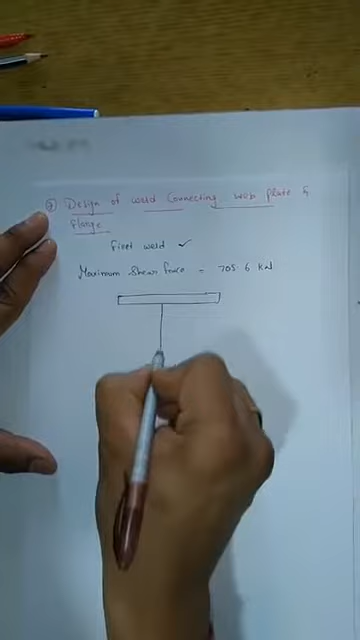 7) Design of weld Connecting web plate &
flange
fillet weld ✓
Maximum Shear force = 705.6 kN